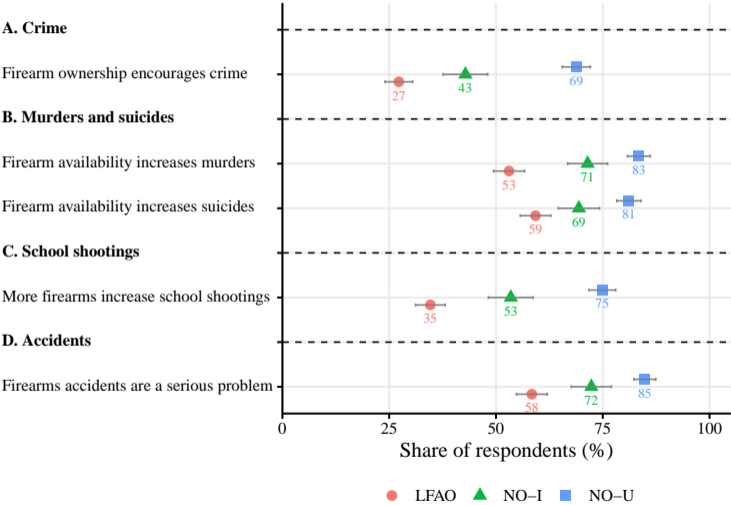 A. Crime
Firearm ownership encourages crime
69
43
27
B. Murders and suicides
Firearm availability increases murders
83
71
53
Firearm availability increases suicides
81
69
59
C. School shootings
More firearms increase school shootings
75
53
35
D. Accidents
Firearms accidents are a serious problem
85
72
58
0 25 50 75 100
Share of respondents (%)
LFAO NO–I NO–U